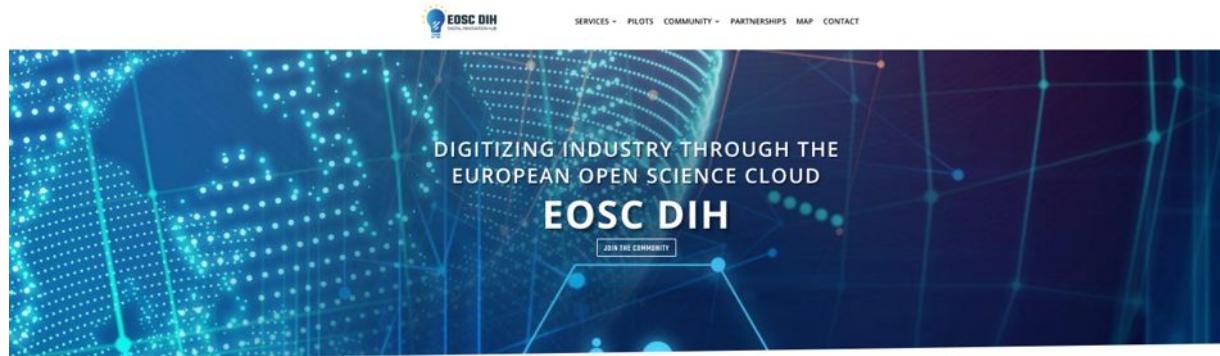 EOSC DIH
DIGITAL INNOVATION HUB
SERVICES PILOTS COMMUNITY PARTNERSHIPS MAP CONTACT
DIGITIZING INDUSTRY THROUGH THE
EUROPEAN OPEN SCIENCE CLOUD
EOSC DIH
JOIN THE COMMUNITY